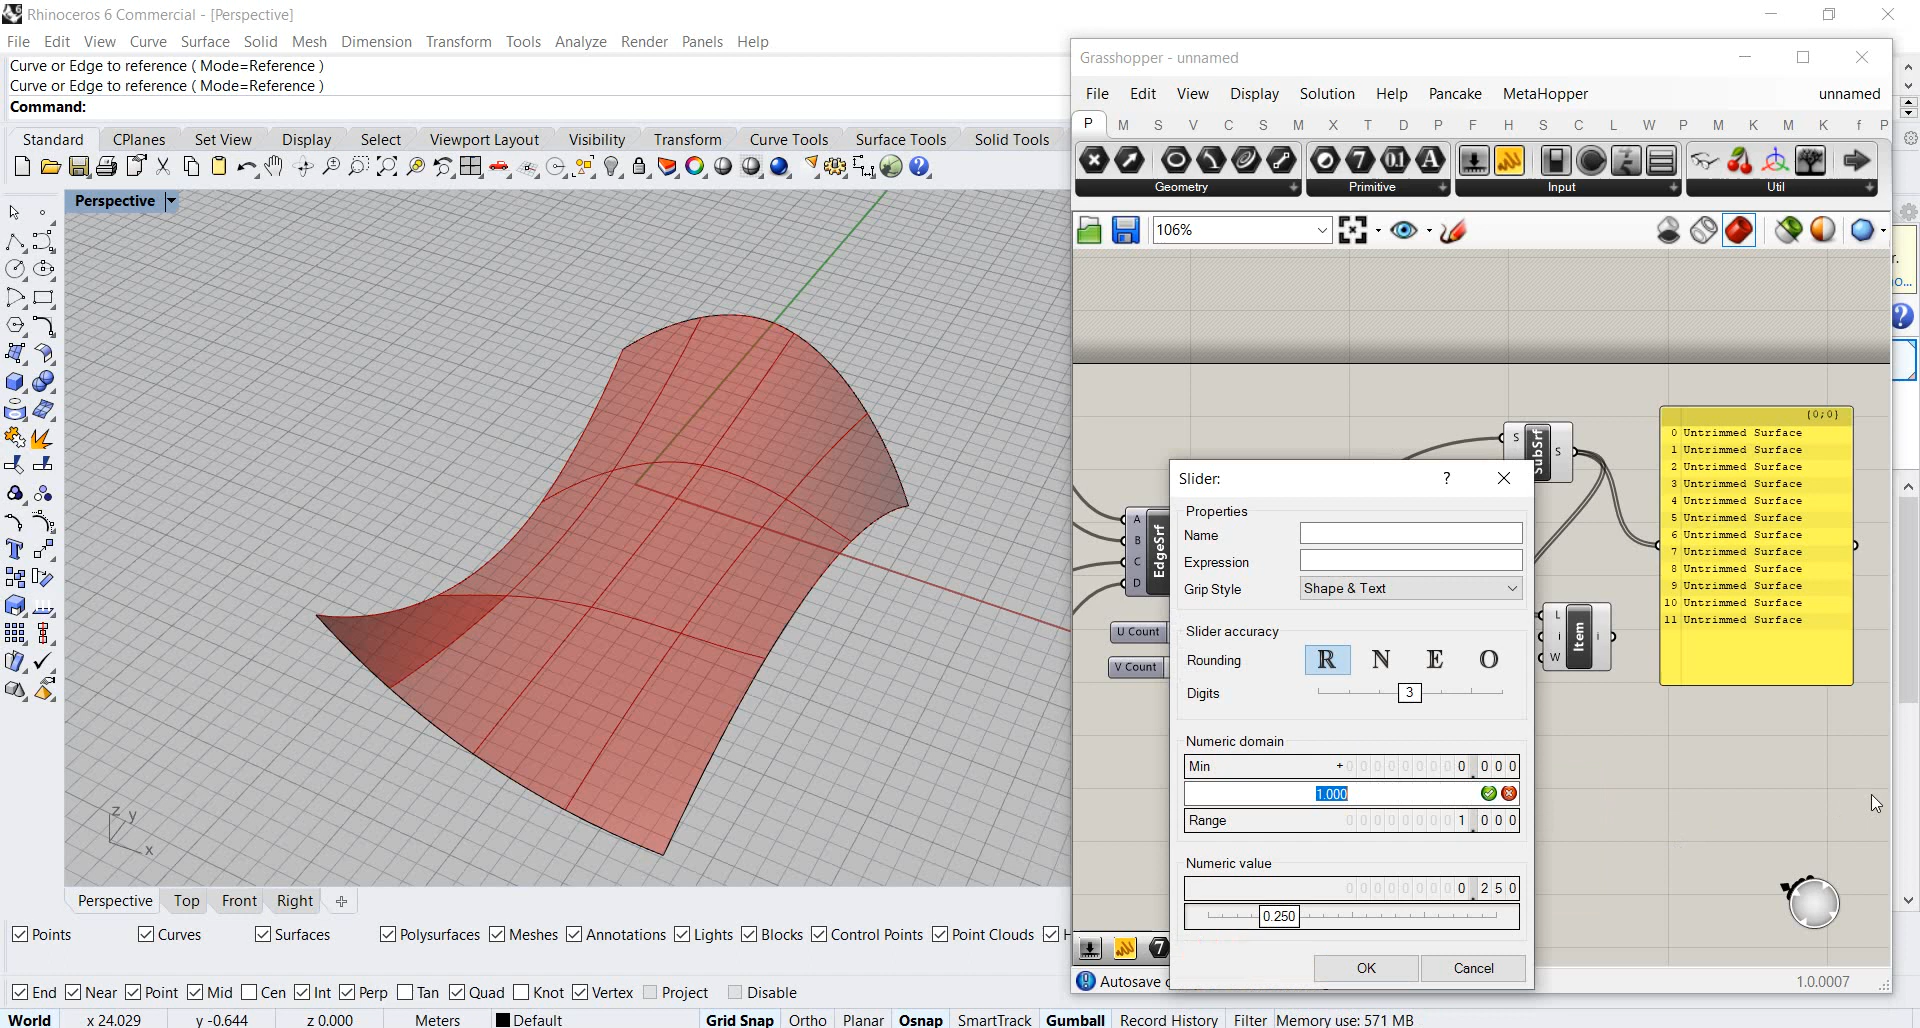 Rhinoceros 6 Commercial - [Perspective]
File Edit View Curve Surface Solid Mesh Dimension Transform Tools Analyze Render Panels Help
Curve or Edge to reference ( Mode=Reference )
Curve or Edge to reference ( Mode=Reference )
Command:
Standard CPlanes Set View Display Select Viewport Layout Visibility Transform Curve Tools Surface Tools Solid Tools
Perspective
z y
x
Perspective Top Front Right
Points Curves Surfaces Polysurfaces Meshes Annotations Lights Blocks Control Points Point Clouds H
End Near Point Mid Cen Int Perp Tan Quad Knot Vertex Project Disable
World x 24.029 y -0.644 z 0.000 Meters Default Grid Snap Ortho Planar Osnap SmartTrack Gumball Record History Filter Memory use: 571 MB
Grasshopper - unnamed
File Edit View Display Solution Help Pancake MetaHopper unnamed
P M S V C S M X T D P F H S C L W P M K M K f P
Geometry Primitive Input Util
106%
A
B
C
D
EdgeSrf
U Count
V Count
S SubSrf S
L
i
W
Item
i
{0;0}
0 Untrimmed Surface
1 Untrimmed Surface
2 Untrimmed Surface
3 Untrimmed Surface
4 Untrimmed Surface
5 Untrimmed Surface
6 Untrimmed Surface
7 Untrimmed Surface
8 Untrimmed Surface
9 Untrimmed Surface
10 Untrimmed Surface
11 Untrimmed Surface
Slider:
?
Properties
Name
Expression
Grip Style Shape & Text
Slider accuracy
Rounding R N E O
Digits 3
Numeric domain
Min +00000000 0.000
1.000
Range 00000001.000
Numeric value
00000000.250
0.250
OK Cancel
Autosave c
1.0.0007